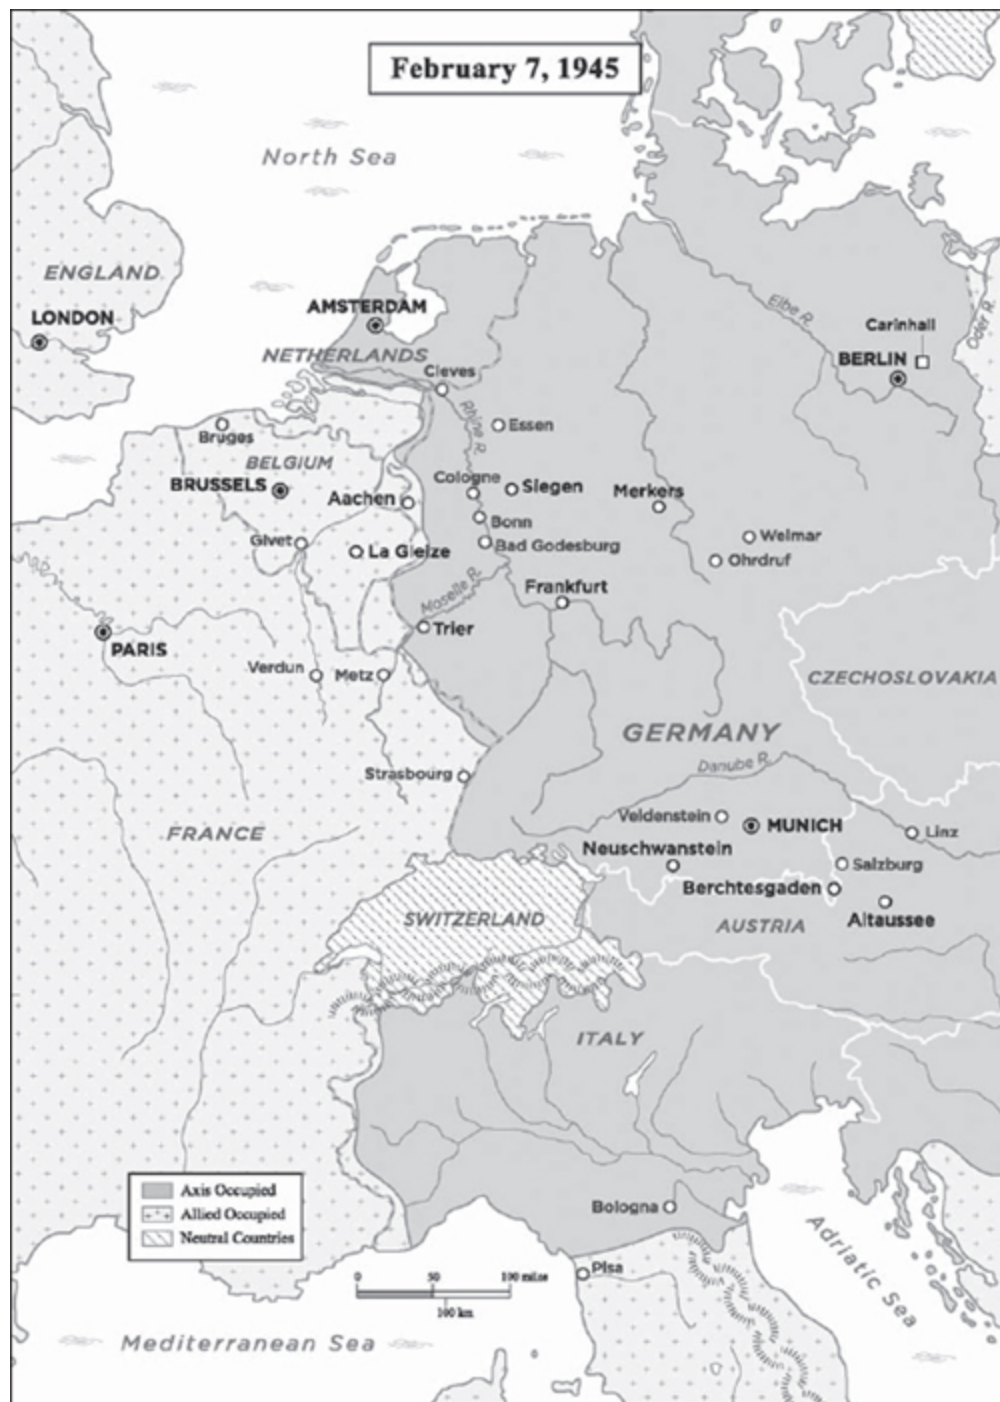 February 7, 1945
North Sea
ENGLAND
LONDON
AMSTERDAM
NETHERLANDS
Elbe R.
Oder R.
Carinhall
BERLIN
Cleves
Rhine R.
Essen
Bruges
BELGIUM
BRUSSELS
Aachen
Cologne
Siegen
Merkers
Bonn
Givet
La Gleize
Bad Godesburg
Weimar
Ohrdruf
Moselle R.
Frankfurt
Trier
PARIS
Verdun
Metz
CZECHOSLOVAKIA
GERMANY
Danube R.
Strasbourg
FRANCE
Veldenstein
MUNICH
Linz
Neuschwanstein
Salzburg
Berchtesgaden
Altaussee
SWITZERLAND
AUSTRIA
ITALY
Axis Occupied
Allied Occupied
Neutral Countries
Bologna
Adriatic Sea
Pisa
0 50 100 miles
100 km
Mediterranean Sea